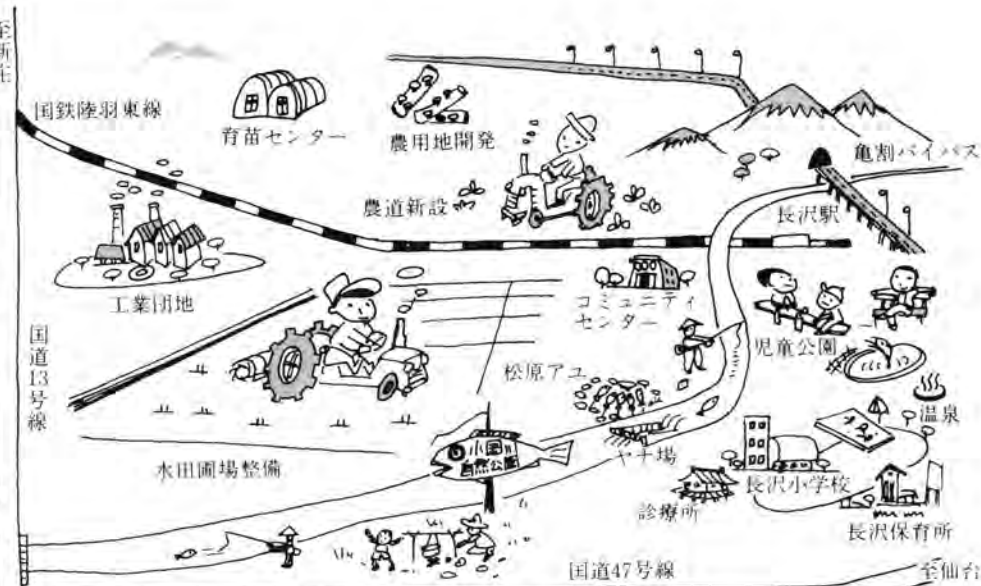 至新庄
国鉄陸羽東線
育苗センター
農用地開発
亀割バイパス
農道新設
長沢駅
工業団地
コミュニティ
センター
児童公園
国道13号線
松原アユ
温泉
小国川
自然公園
ヤナ場
水田圃場整備
長沢小学校
診療所
長沢保育所
国道47号線
至仙台